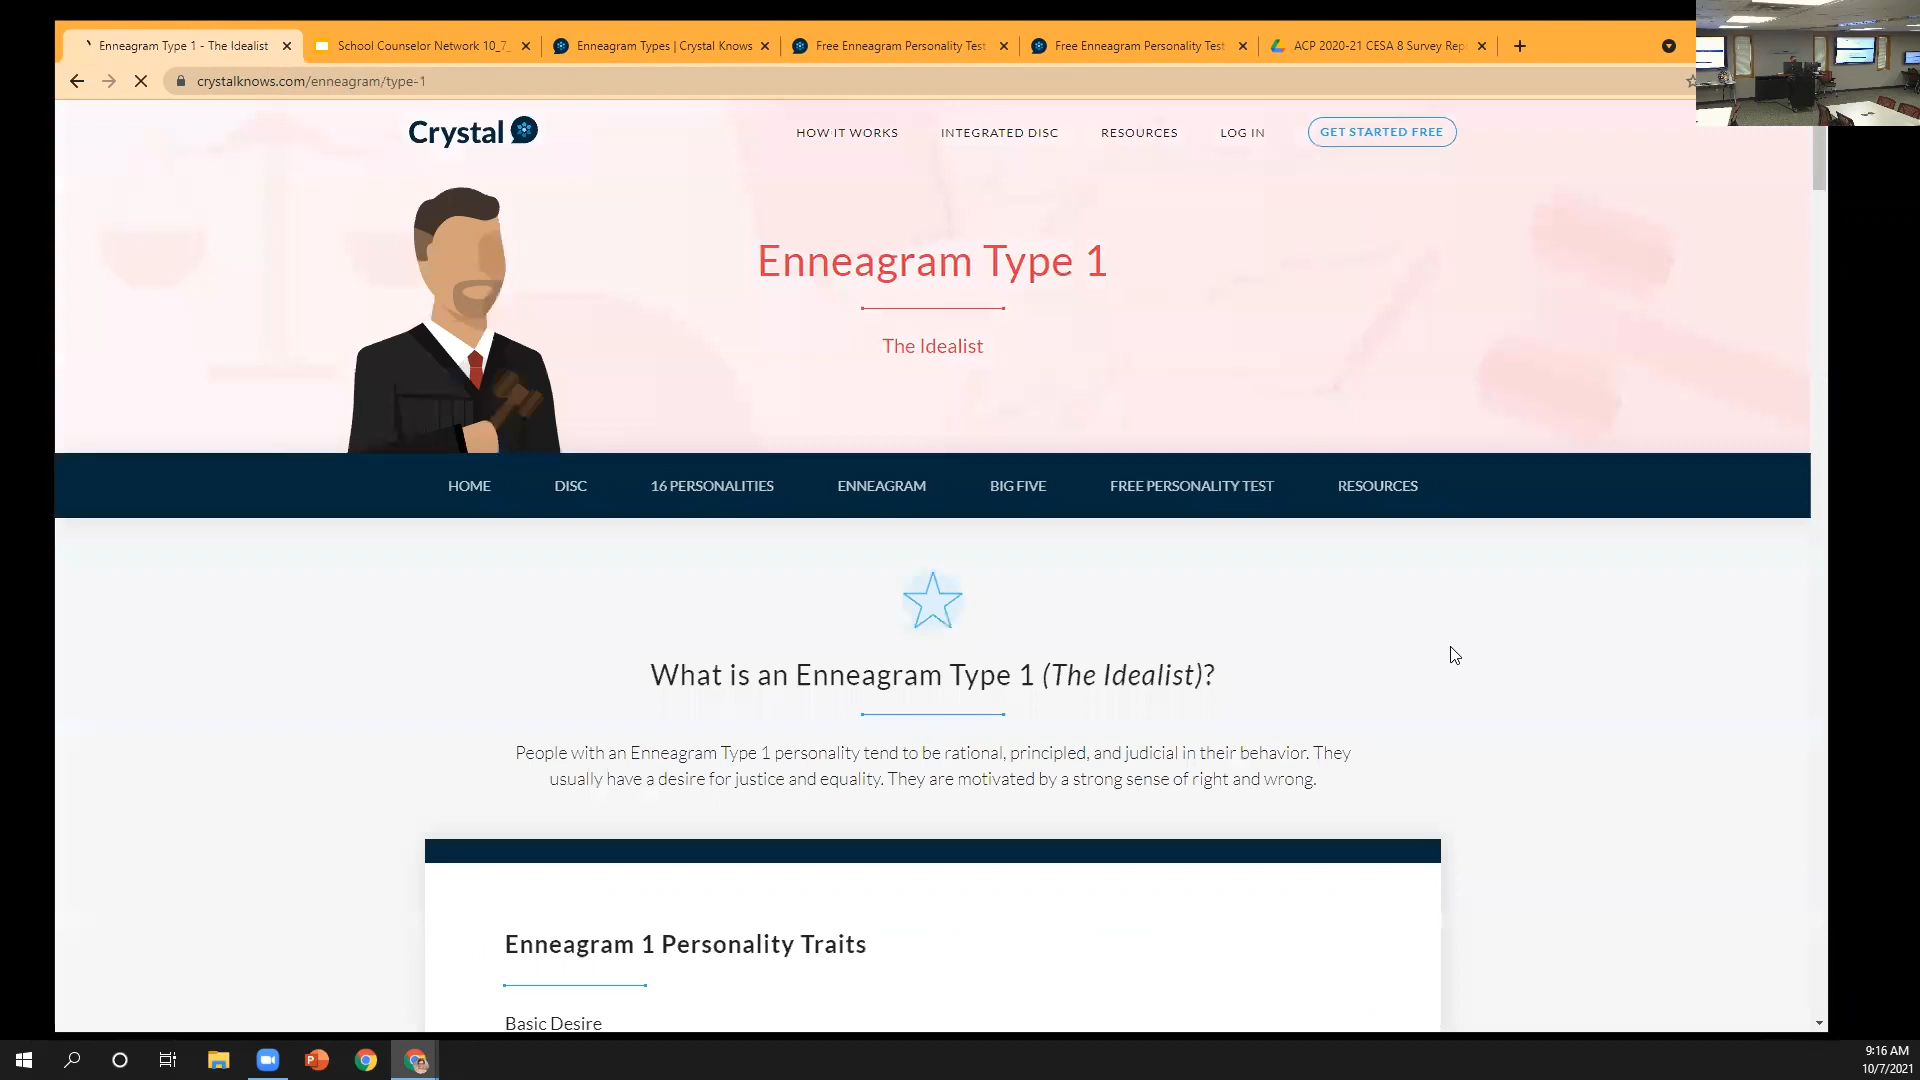 Enneagram Type 1 - The Idealist
School Counselor Network 10_7_
Enneagram Types | Crystal Knows
Free Enneagram Personality Test
Free Enneagram Personality Test
ACP 2020-21 CESA 8 Survey Rep
crystalknows.com/enneagram/type-1
Crystal
HOW IT WORKS
INTEGRATED DISC
RESOURCES
LOG IN
GET STARTED FREE
Enneagram Type 1
The Idealist
HOME
DISC
16 PERSONALITIES
ENNEAGRAM
BIG FIVE
FREE PERSONALITY TEST
RESOURCES
What is an Enneagram Type 1 (The Idealist)?
People with an Enneagram Type 1 personality tend to be rational, principled, and judicial in their behavior. They
usually have a desire for justice and equality. They are motivated by a strong sense of right and wrong.
Enneagram 1 Personality Traits
Basic Desire
9:16 AM
10/7/2021